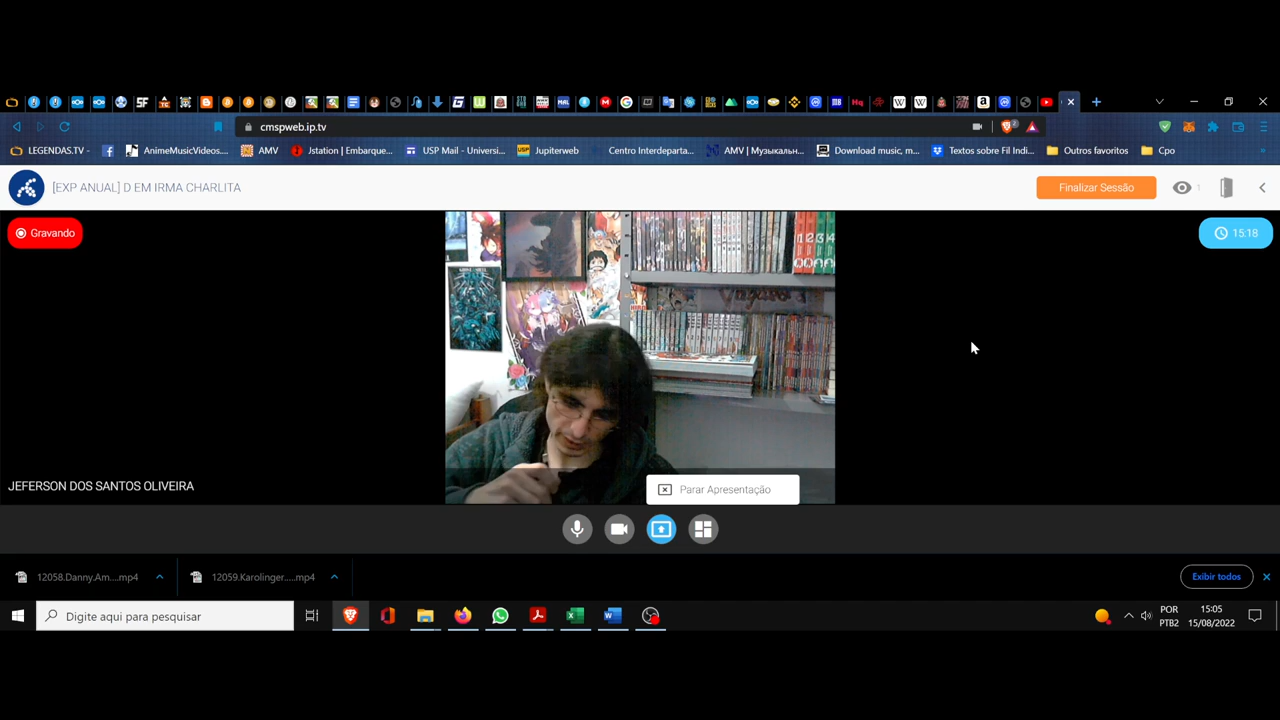 cmspweb.ip.tv
2
LEGENDAS.TV -
AnimeMusicVideos...
AMV
Jstation | Embarque...
USP Mail - Universi...
Jupiterweb
Centro Interdeparta...
AMV | Музыкальн...
Download music, m...
Textos sobre Fil Indi...
Outros favoritos
Cpo
[EXP ANUAL] D EM IRMA CHARLITA
Finalizar Sessão
1
Gravando
15:18
JEFERSON DOS SANTOS OLIVEIRA
Parar Apresentação
12058.Danny.Am....mp4
12059.Karolinger.....mp4
Exibir todos
Digite aqui para pesquisar
POR
PTB2
15:05
15/08/2022